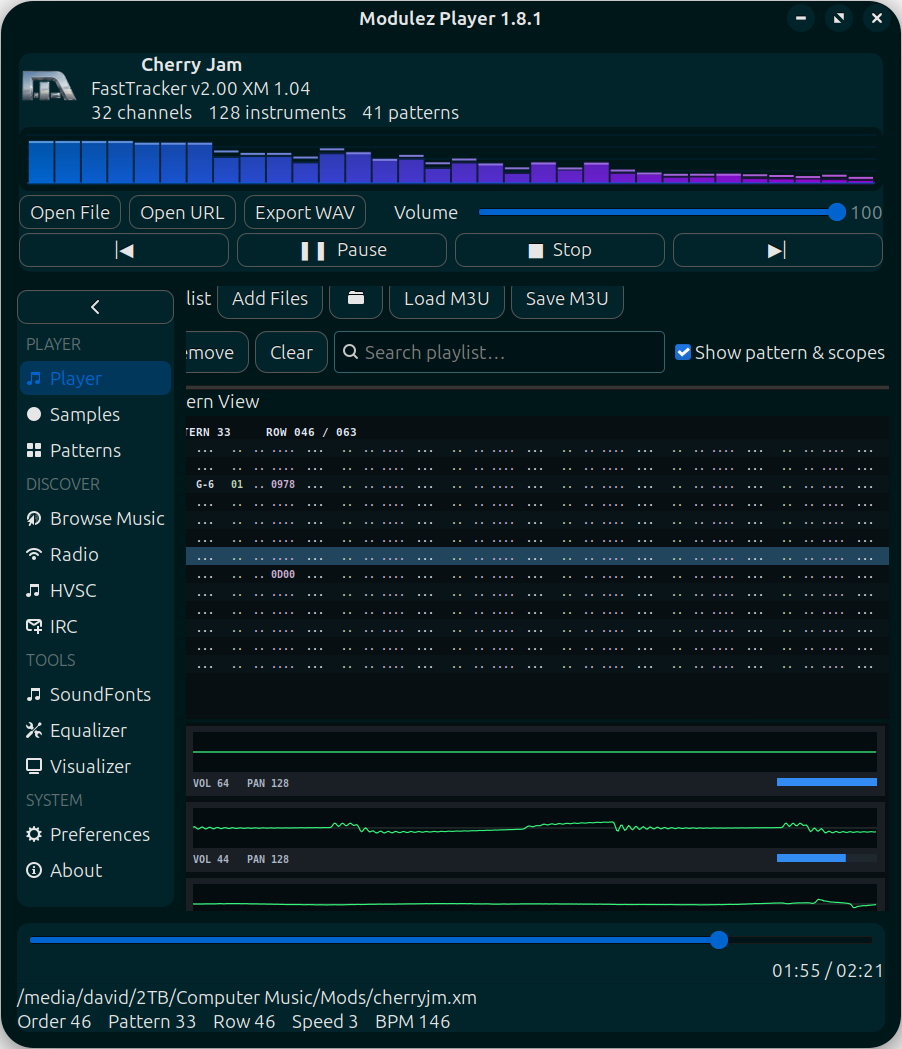 Modulez Player 1.8.1
Cherry Jam
FastTracker v2.00 XM 1.04
32 channels 128 instruments 41 patterns
Open File Open URL Export WAV Volume 100
Pause Stop
list Add Files Load M3U Save M3U
move Clear Search playlist... Show pattern & scopes
PLAYER
Player
Samples
Patterns
DISCOVER
Browse Music
Radio
HVSC
IRC
TOOLS
SoundFonts
Equalizer
Visualizer
SYSTEM
Preferences
About
ern View
TERN 33 ROW 046 / 063
... .. .. .... ... .. .. .... ... .. .. .... ... .. .. .... ... .. .. .... ... .. .. .... ...
... .. .. .... ... .. .. .... ... .. .. .... ... .. .. .... ... .. .. .... ... .. .. .... ...
G-6 01 .. 0978 ... .. .. .... ... .. .. .... ... .. .. .... ... .. .. .... ... .. .. .... ...
... .. .. .... ... .. .. .... ... .. .. .... ... .. .. .... ... .. .. .... ... .. .. .... ...
... .. .. .... ... .. .. .... ... .. .. .... ... .. .. .... ... .. .. .... ... .. .. .... ...
... .. .. .... ... .. .. .... ... .. .. .... ... .. .. .... ... .. .. .... ... .. .. .... ...
... .. .. .... ... .. .. .... ... .. .. .... ... .. .. .... ... .. .. .... ... .. .. .... ...
... .. .. 0D00 ... .. .. .... ... .. .. .... ... .. .. .... ... .. .. .... ... .. .. .... ...
... .. .. .... ... .. .. .... ... .. .. .... ... .. .. .... ... .. .. .... ... .. .. .... ...
... .. .. .... ... .. .. .... ... .. .. .... ... .. .. .... ... .. .. .... ... .. .. .... ...
... .. .. .... ... .. .. .... ... .. .. .... ... .. .. .... ... .. .. .... ... .. .. .... ...
... .. .. .... ... .. .. .... ... .. .. .... ... .. .. .... ... .. .. .... ... .. .. .... ...
... .. .. .... ... .. .. .... ... .. .. .... ... .. .. .... ... .. .. .... ... .. .. .... ...
VOL 64 PAN 128
VOL 44 PAN 128
01:55 / 02:21
/media/david/2TB/Computer Music/Mods/cherryjm.xm
Order 46 Pattern 33 Row 46 Speed 3 BPM 146